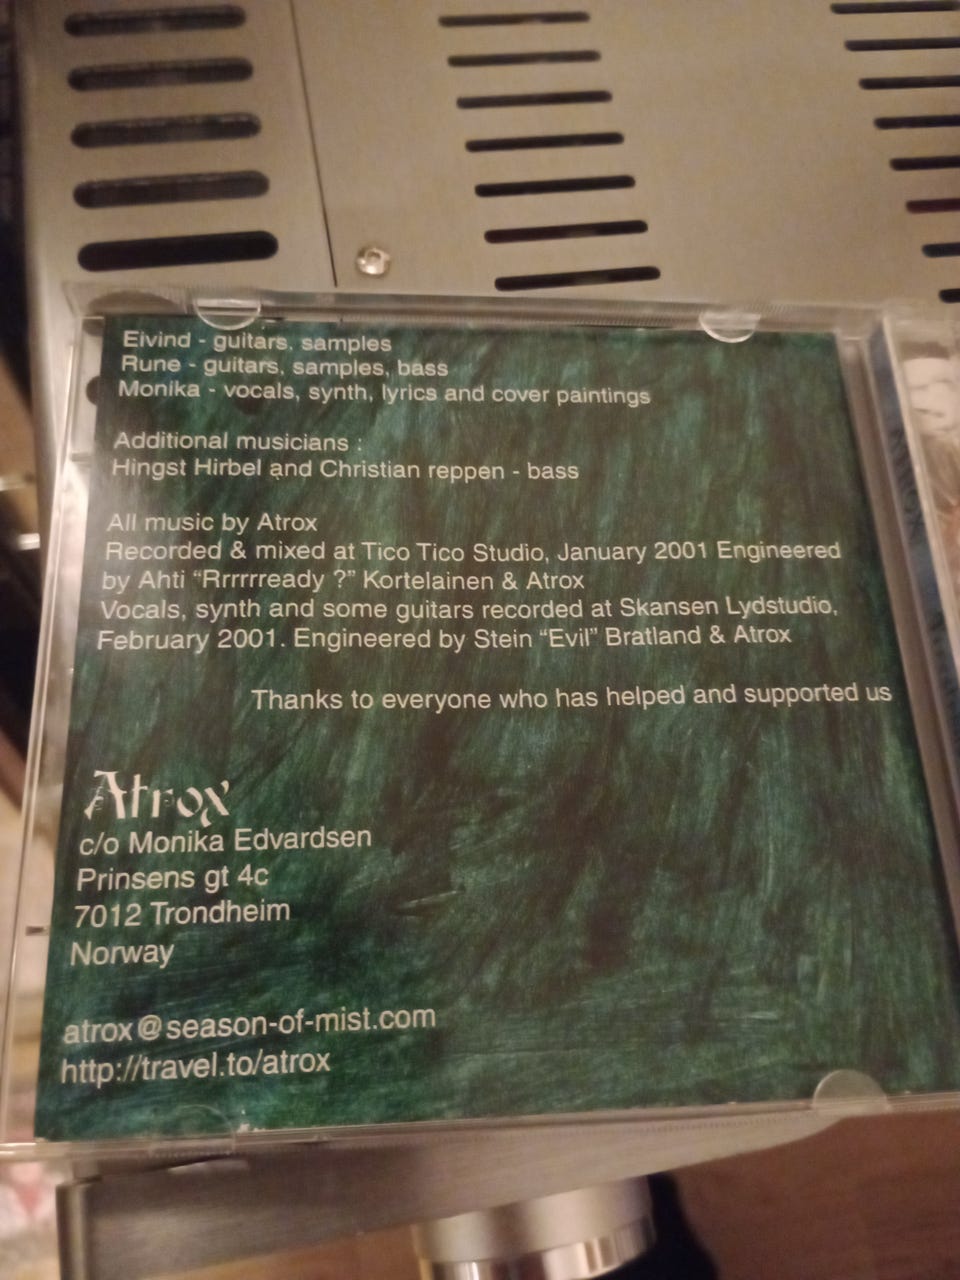 Eivind - guitars, samples
Rune - guitars, samples, bass
Monika - vocals, synth, lyrics and cover paintings
Additional musicians :
Hingst Hirbel and Christian reppen - bass
All music by Atrox
Recorded & mixed at Tico Tico Studio, January 2001 Engineered
by Ahti “Rrrrrready ?” Kortelainen & Atrox
Vocals, synth and some guitars recorded at Skansen Lydstudio,
February 2001. Engineered by Stein “Evil” Bratland & Atrox
Thanks to everyone who has helped and supported us
Atrox
c/o Monika Edvardsen
Prinsens gt 4c
7012 Trondheim
Norway
atrox@season-of-mist.com
http://travel.to/atrox